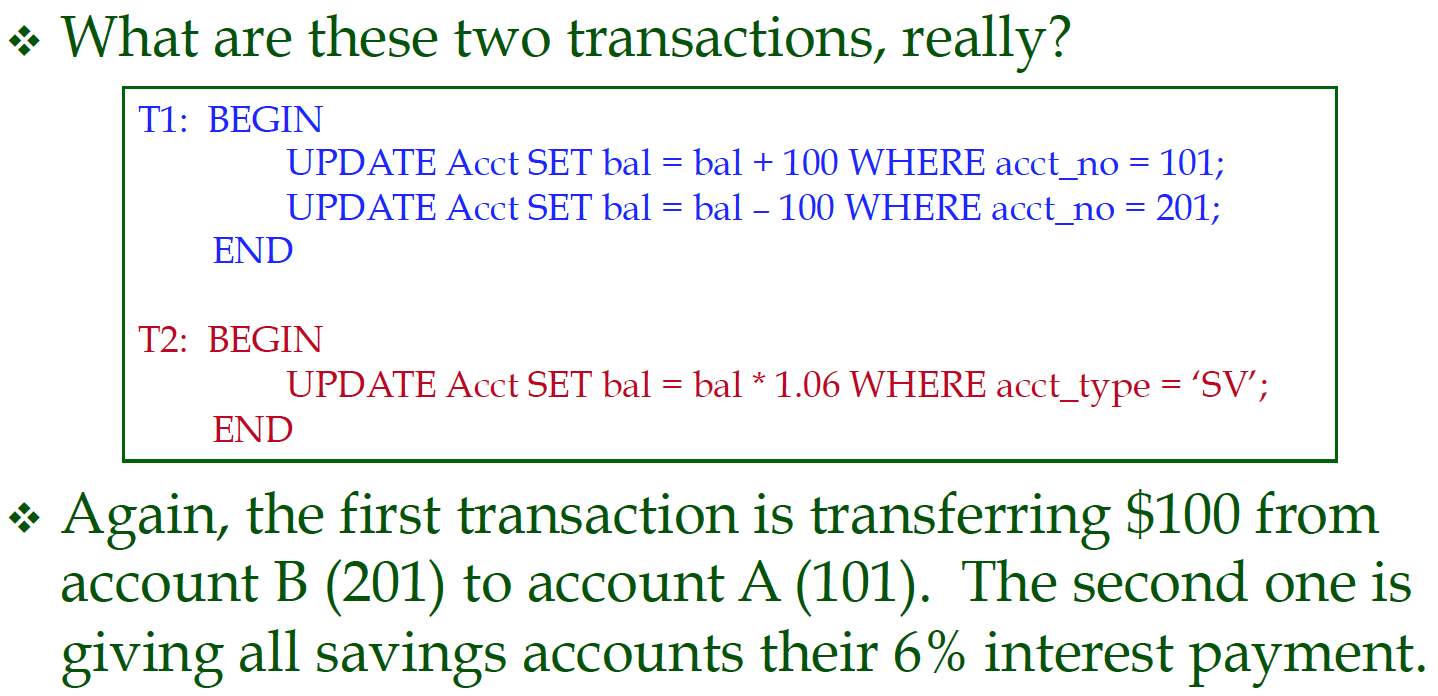 ❖ What are these two transactions, really?
T1: BEGIN
UPDATE Acct SET bal = bal + 100 WHERE acct_no = 101;
UPDATE Acct SET bal = bal – 100 WHERE acct_no = 201;
END
T2: BEGIN
UPDATE Acct SET bal = bal * 1.06 WHERE acct_type = ‘SV’;
END
❖ Again, the first transaction is transferring $100 from
account B (201) to account A (101). The second one is
giving all savings accounts their 6% interest payment.